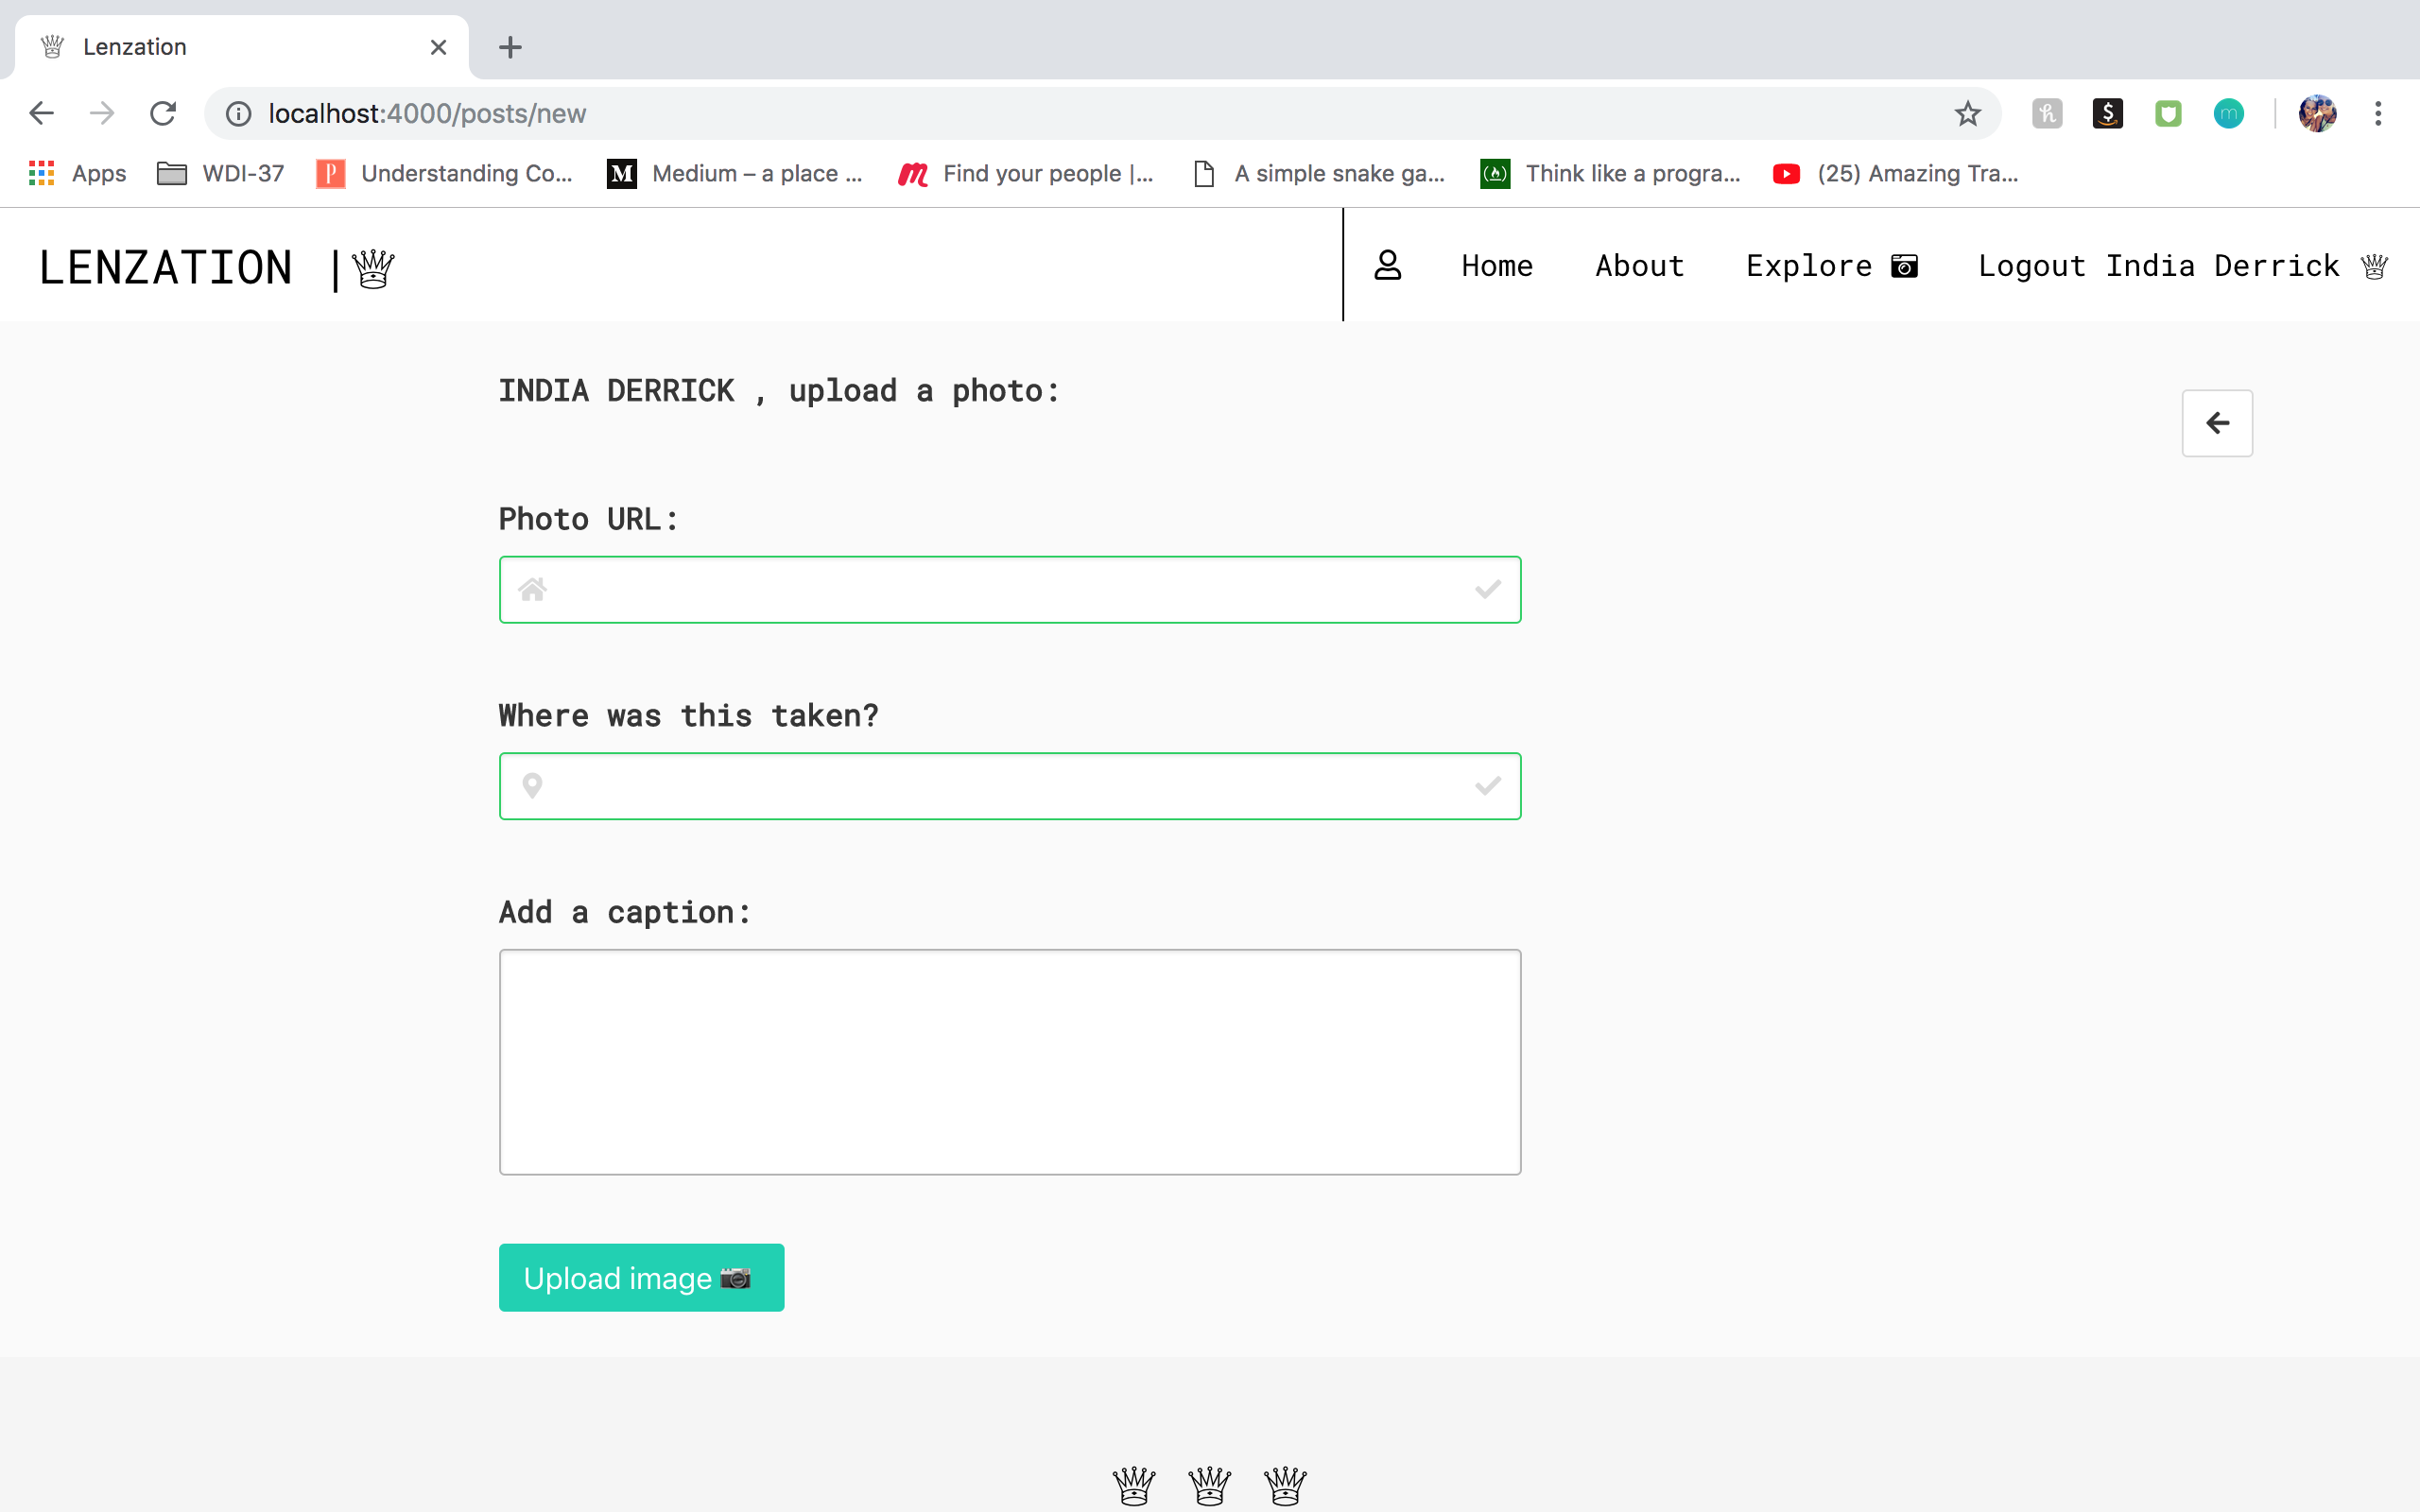 Lenzation
localhost:4000/posts/new
Apps WDI-37 Understanding Co... Medium – a place ... Find your people |... A simple snake ga... Think like a progra... (25) Amazing Tra...
LENZATION |♕ Home About Explore Logout India Derrick ♕
INDIA DERRICK , upload a photo:
Photo URL:
Where was this taken?
Add a caption:
Upload image 📷
♕ ♕ ♕